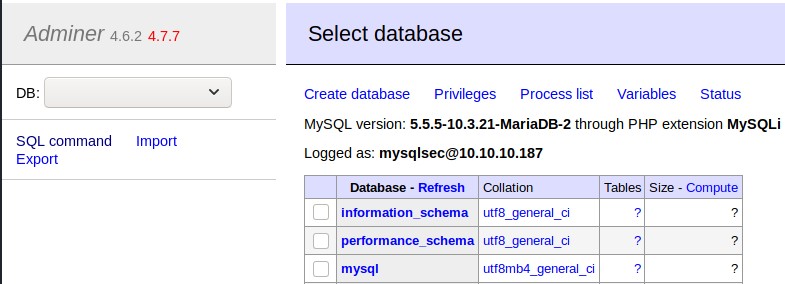 Adminer 4.6.2 4.7.7
DB:
SQL command Import
Export
Select database
Create database Privileges Process list Variables Status
MySQL version: 5.5.5-10.3.21-MariaDB-2 through PHP extension MySQLi
Logged as: mysqlsec@10.10.10.187
Database - Refresh Collation Tables Size - Compute
information_schema utf8_general_ci ? ?
performance_schema utf8_general_ci ? ?
mysql utf8mb4_general_ci ? ?